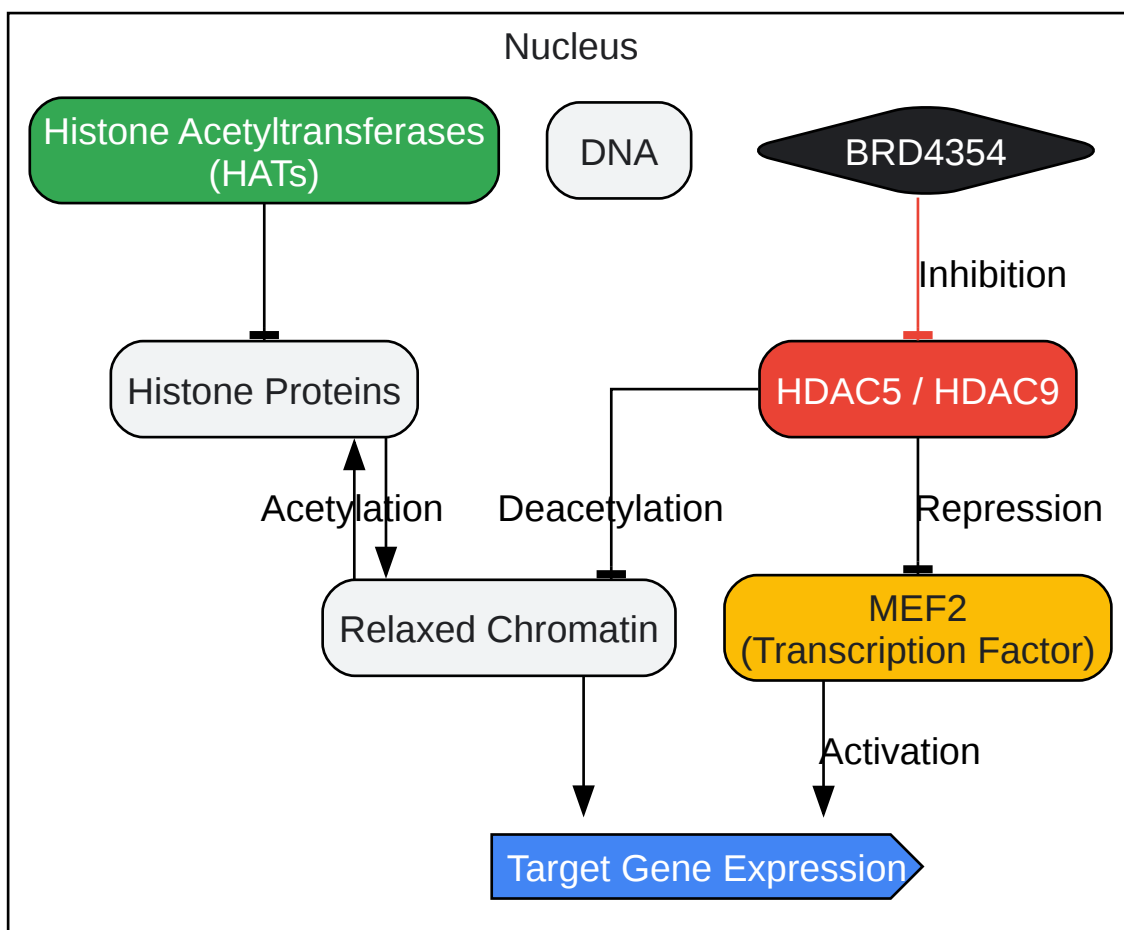 Nucleus
Histone Acetyltransferases
(HATs)
DNA
BRD4354
Inhibition
Histone Proteins
HDAC5 / HDAC9
Acetylation
Deacetylation
Repression
Relaxed Chromatin
MEF2
(Transcription Factor)
Activation
Target Gene Expression